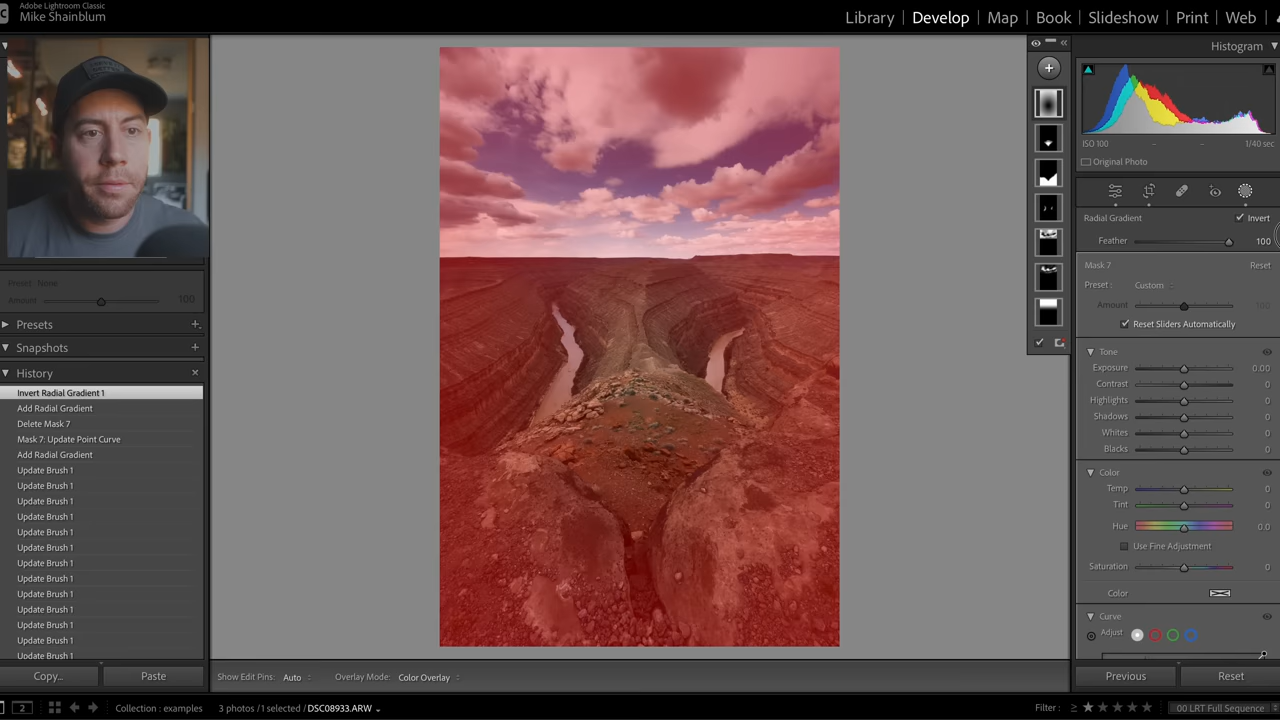 Adobe Lightroom Classic
Mike Shainblum
Library | Develop | Map | Book | Slideshow | Print | Web
Histogram
ISO 100 – – 1/40 sec
Original Photo
Radial Gradient Invert
Feather 100
Mask 7 Reset
Preset : Custom
Amount 100
Reset Sliders Automatically
Tone
Exposure 0.00
Contrast 0
Highlights 0
Shadows 0
Whites 0
Blacks 0
Color
Temp 0
Tint 0
Hue 0.0
Use Fine Adjustment
Saturation 0
Color
Curve
Adjust
Previous Reset
Preset: None
Amount 100
Presets
Snapshots
History
Invert Radial Gradient 1
Add Radial Gradient
Delete Mask 7
Mask 7: Update Point Curve
Add Radial Gradient
Update Brush 1
Update Brush 1
Update Brush 1
Update Brush 1
Update Brush 1
Update Brush 1
Update Brush 1
Update Brush 1
Update Brush 1
Update Brush 1
Update Brush 1
Update Brush 1
Update Brush 1
Copy... Paste
Show Edit Pins: Auto Overlay Mode: Color Overlay
2 Collection : examples 3 photos /1 selected / DSC08933.ARW
Filter : ≥ ★ ★ ★ ★ ★ 00 LRT Full Sequence